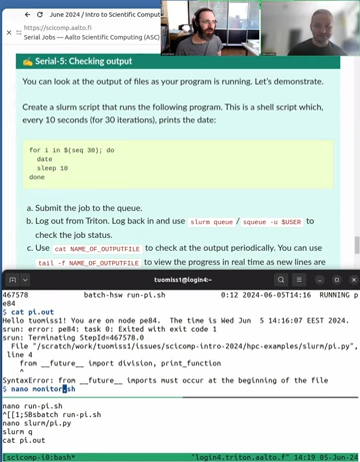 June 2024 / Intro to Scientific Comput
https://scicomp.aalto.fi
Serial Jobs — Aalto Scientific Computing (ASC)
✍ Serial-5: Checking output
You can look at the output of files as your program is running. Let's demonstrate.
Create a slurm script that runs the following program. This is a shell script which,
every 10 seconds (for 30 iterations), prints the date:
for i in $(seq 30); do
date
sleep 10
done
a. Submit the job to the queue.
b. Log out from Triton. Log back in and use slurm queue / squeue -u $USER to
check the job status.
c. Use cat NAME_OF_OUTPUTFILE to check at the output periodically. You can use
tail -f NAME_OF_OUTPUTFILE to view the progress in real time as new lines are
tuomiss1@login4:~
467578 batch-hsw run-pi.sh 0:12 2024-06-05T14:16 RUNNING p
e84
$ cat pi.out
Hello tuomiss1! You are on node pe84. The time is Wed Jun 5 14:16:07 EEST 2024.
srun: error: pe84: task 0: Exited with exit code 1
srun: Terminating StepId=467578.0
File "/scratch/work/tuomiss1/issues/scicomp-intro-2024/hpc-examples/slurm/pi.py",
line 4
from __future__ import division, print_function
^
SyntaxError: from __future__ imports must occur at the beginning of the file
$ nano monitor.sh
nano run-pi.sh
^[[1;5Bsbatch run-pi.sh
nano slurm/pi.py
slurm q
cat pi.out
[scicomp-i0:bash* "login4.triton.aalto.f" 14:19 05-Jun-24